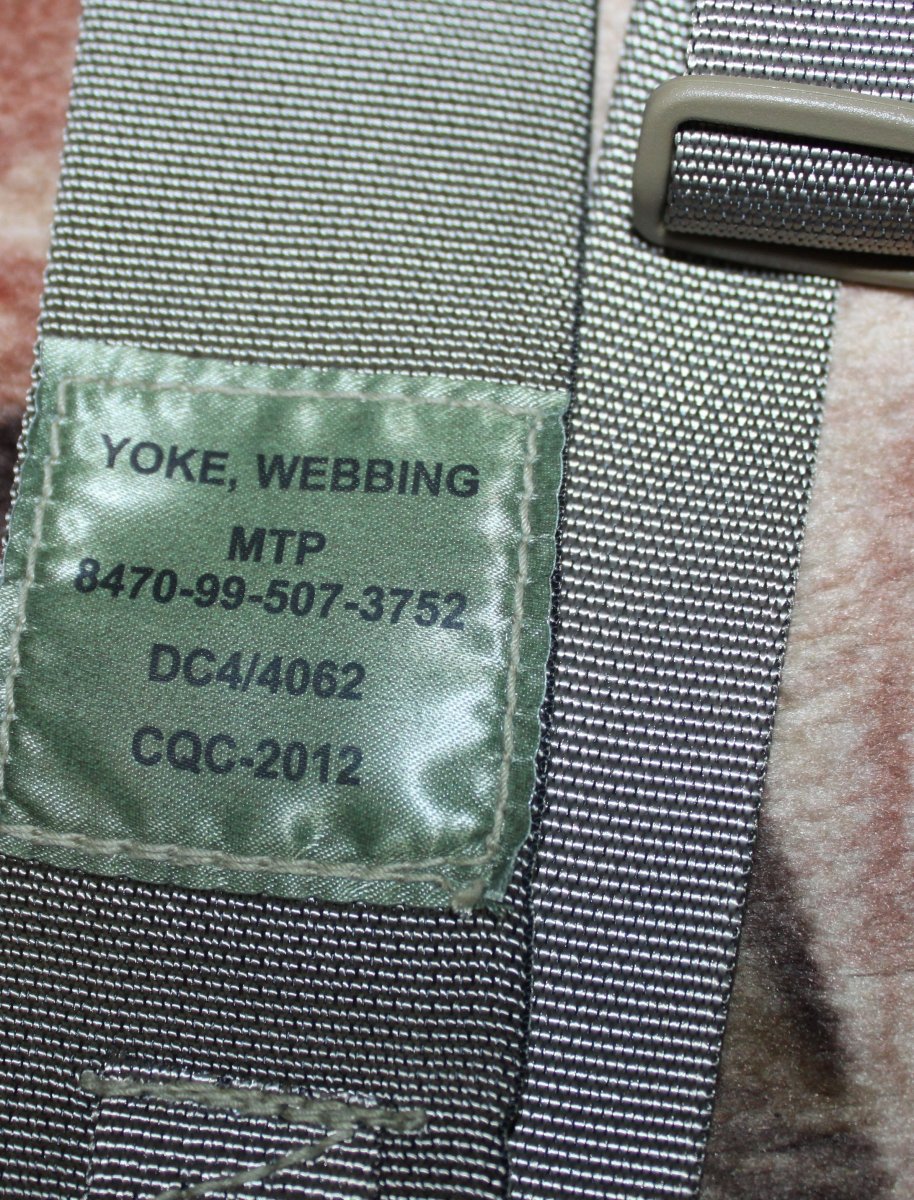 YOKE, WEBBING
MTP
8470-99-507-3752
DC4/4062
CQC-2012